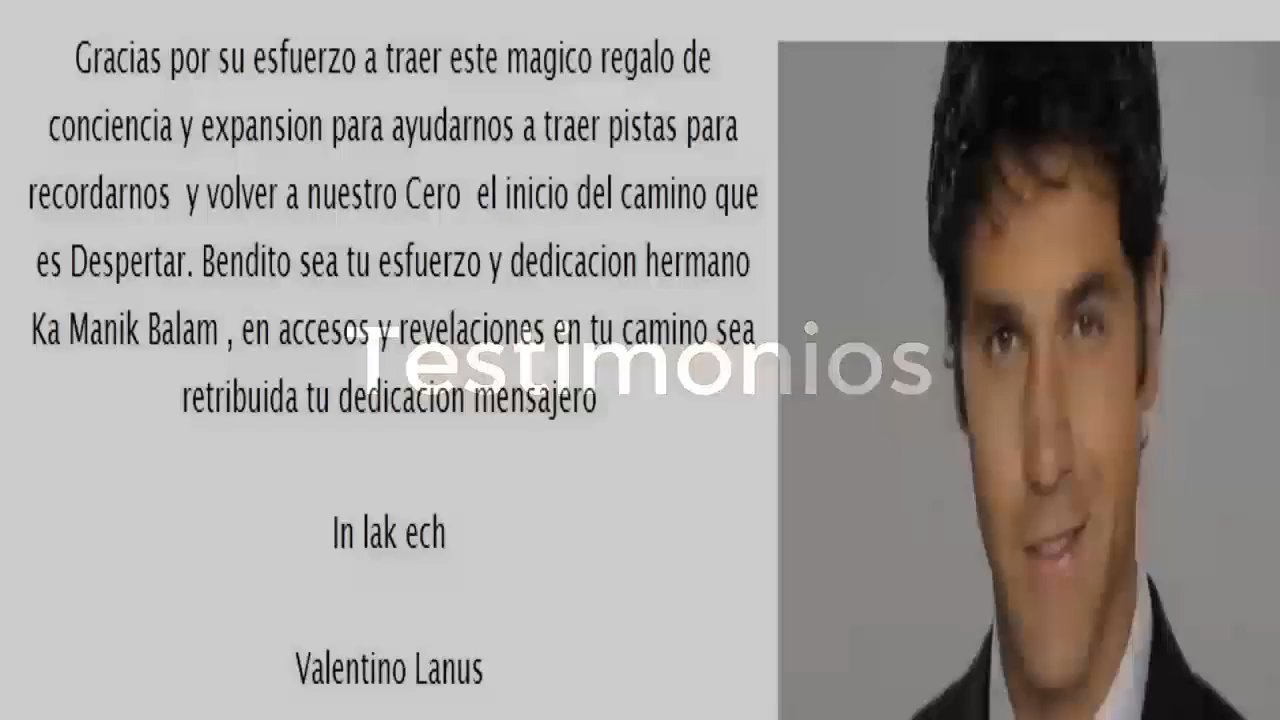 Gracias por su esfuerzo a traer este magico regalo de
conciencia y expansion para ayudarnos a traer pistas para
recordarnos  y volver a nuestro Cero  el inicio del camino que
es Despertar. Bendito sea tu esfuerzo y dedicacion hermano
Ka Manik Balam , en accesos y revelaciones en tu camino sea
Testimonios
retribuida tu dedicacion mensajero
In lak ech
Valentino Lanus